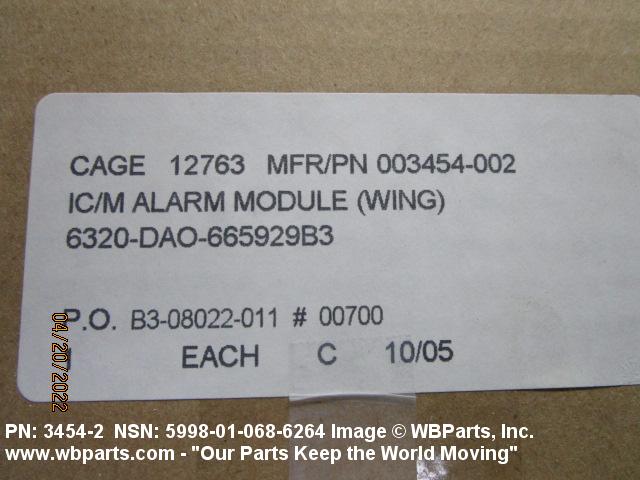 CAGE 12763 MFR/PN 003454-002
IC/M ALARM MODULE (WING)
6320-DAO-665929B3
P.O. B3-08022-011 # 00700
EACH C 10/05
04/20/2022
PN: 3454-2 NSN: 5998-01-068-6264 Image © WBParts, Inc.
www.wbparts.com - "Our Parts Keep the World Moving"